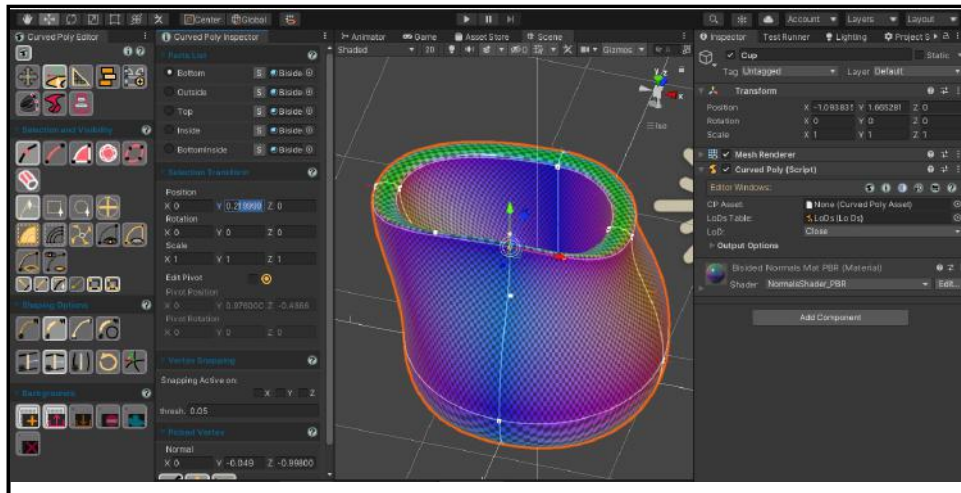 Center Global Account Layers Layout
Curved Poly Editor
Curved Poly Inspector
Animator Game Asset Store Scene
Inspector Test Runner Lighting Project S
Shaded 2D Gizmos
Parts List
Bottom S Biside
Outside S Biside
Top S Biside
Inside S Biside
BottomInside S Biside
Selection and Visibility
Selection Transform
Position
X 0 Y 0.219999 Z 0
Rotation
X 0 Y 0 Z 0
Scale
X 1 Y 1 Z 1
Edit Pivot
Pivot Position
X 0 Z -0.4866
Pivot Rotation
X 0 Y 0 Z 0
Shaping Options
Vertex Snapping
Snapping Active on:
X Y Z
thresh. 0.05
Backgrounds
Picked Vertex
Normal
X 0 Y -0.049 Z -0.99800
y z
x
Iso
Cup Static
Tag Untagged Layer Default
Transform
Position X -1.093831 Y 1.665281 Z 0
Rotation X 0 Y 0 Z 0
Scale X 1 Y 1 Z 1
Mesh Renderer
Curved Poly (Script)
Editor Windows:
CP Asset: None (Curved Poly Asset)
LoDs Table: LoDs (Lo Ds)
LoD: Close
Output Options
Bisided Normals Mat PBR (Material)
Shader NormalsShader_PBR Edit...
Add Component